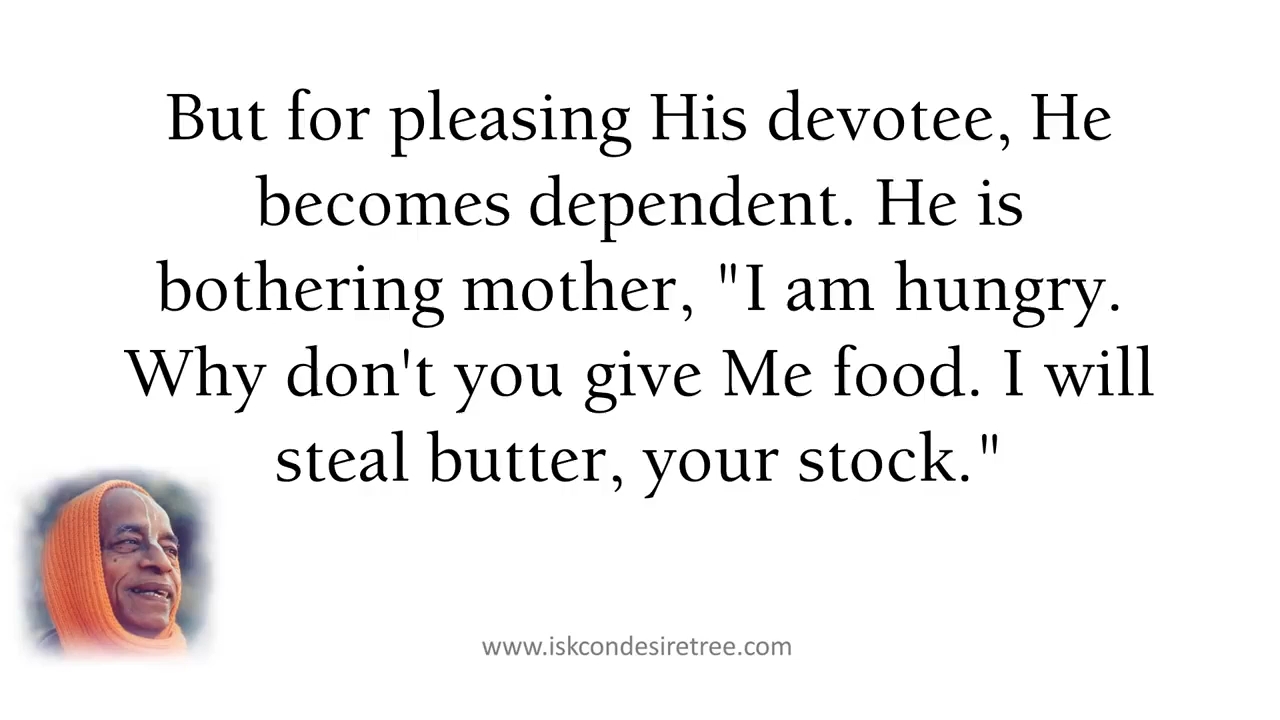 But for pleasing His devotee, He
becomes dependent. He is
bothering mother, "I am hungry.
Why don't you give Me food. I will
steal butter, your stock."
www.iskcondesiretree.com